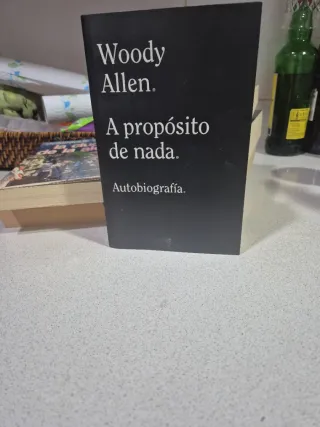 Woody
Allen.
A propósito
de nada.
Autobiografía.